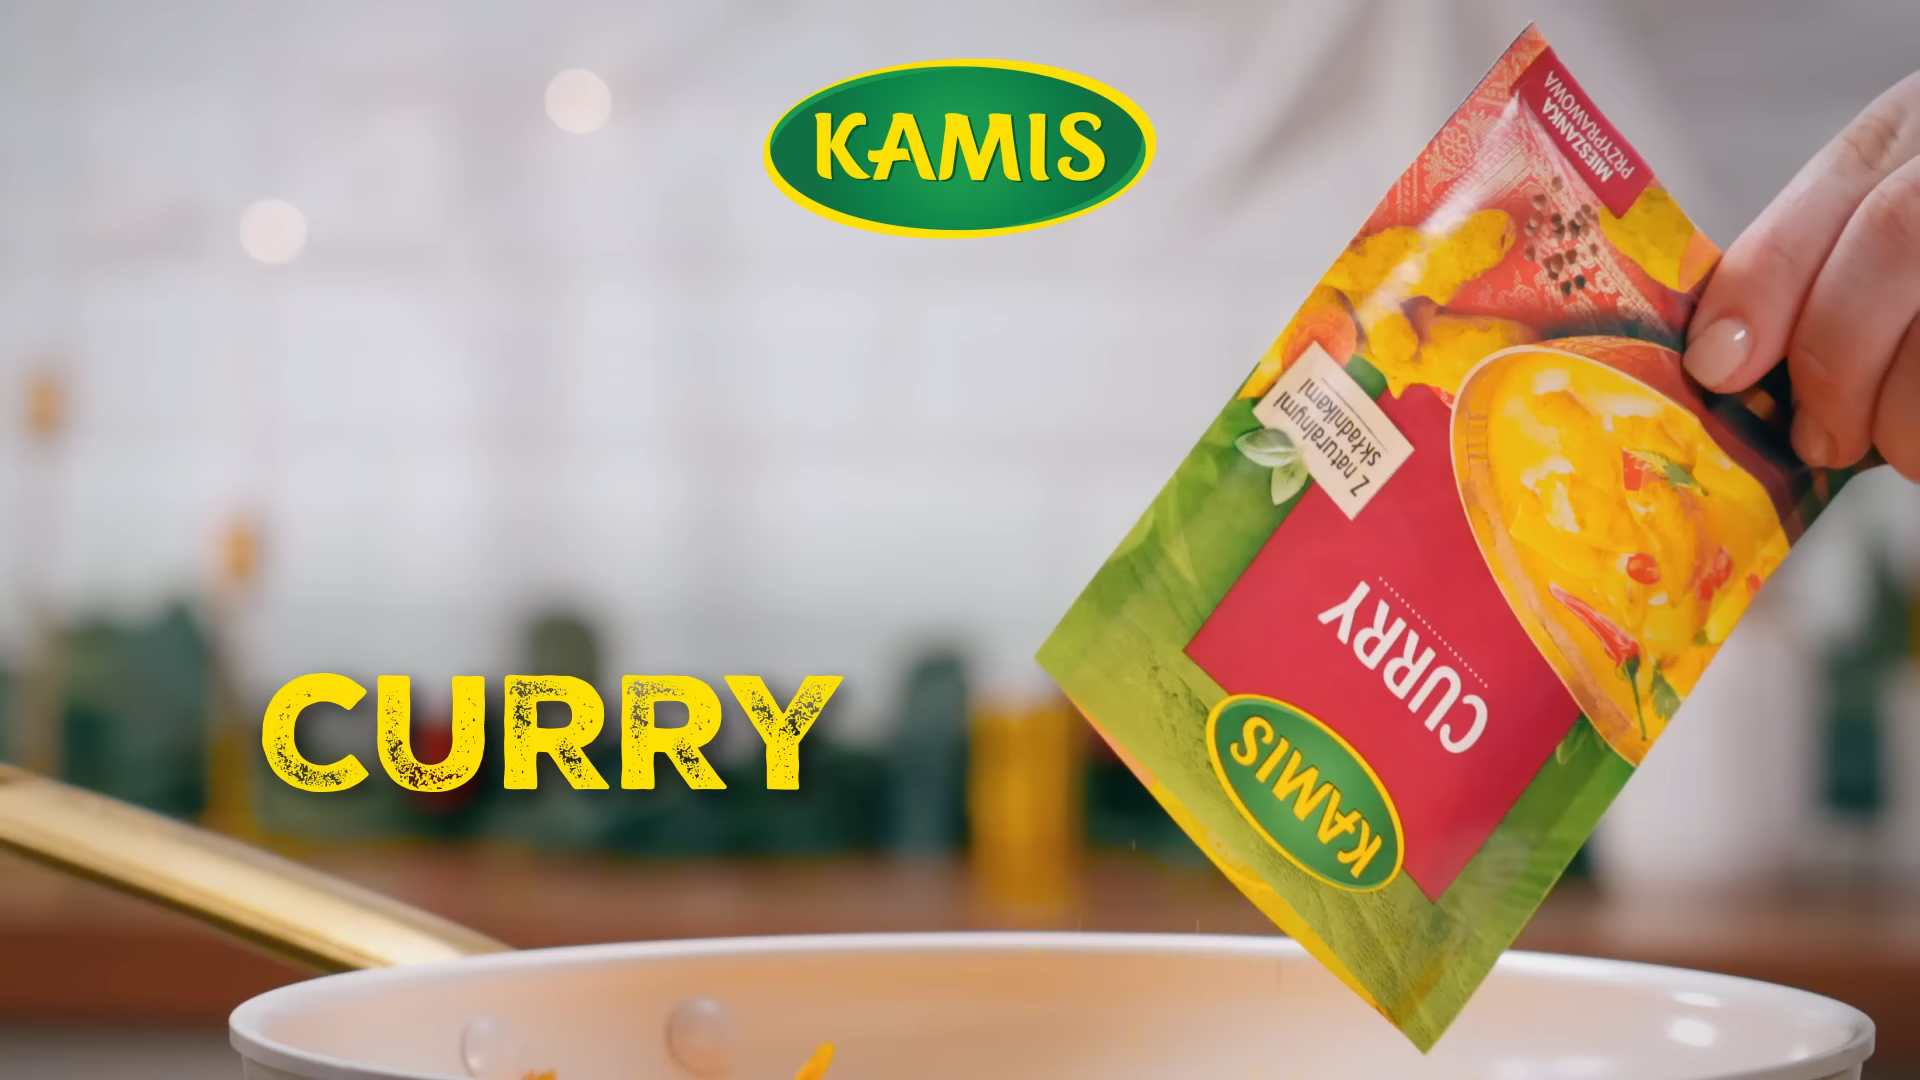 KAMIS
MIESZANKA
PRZYPRAWOWA
Z naturalnymi
składnikami
CURRY
CURRY
KAMIS